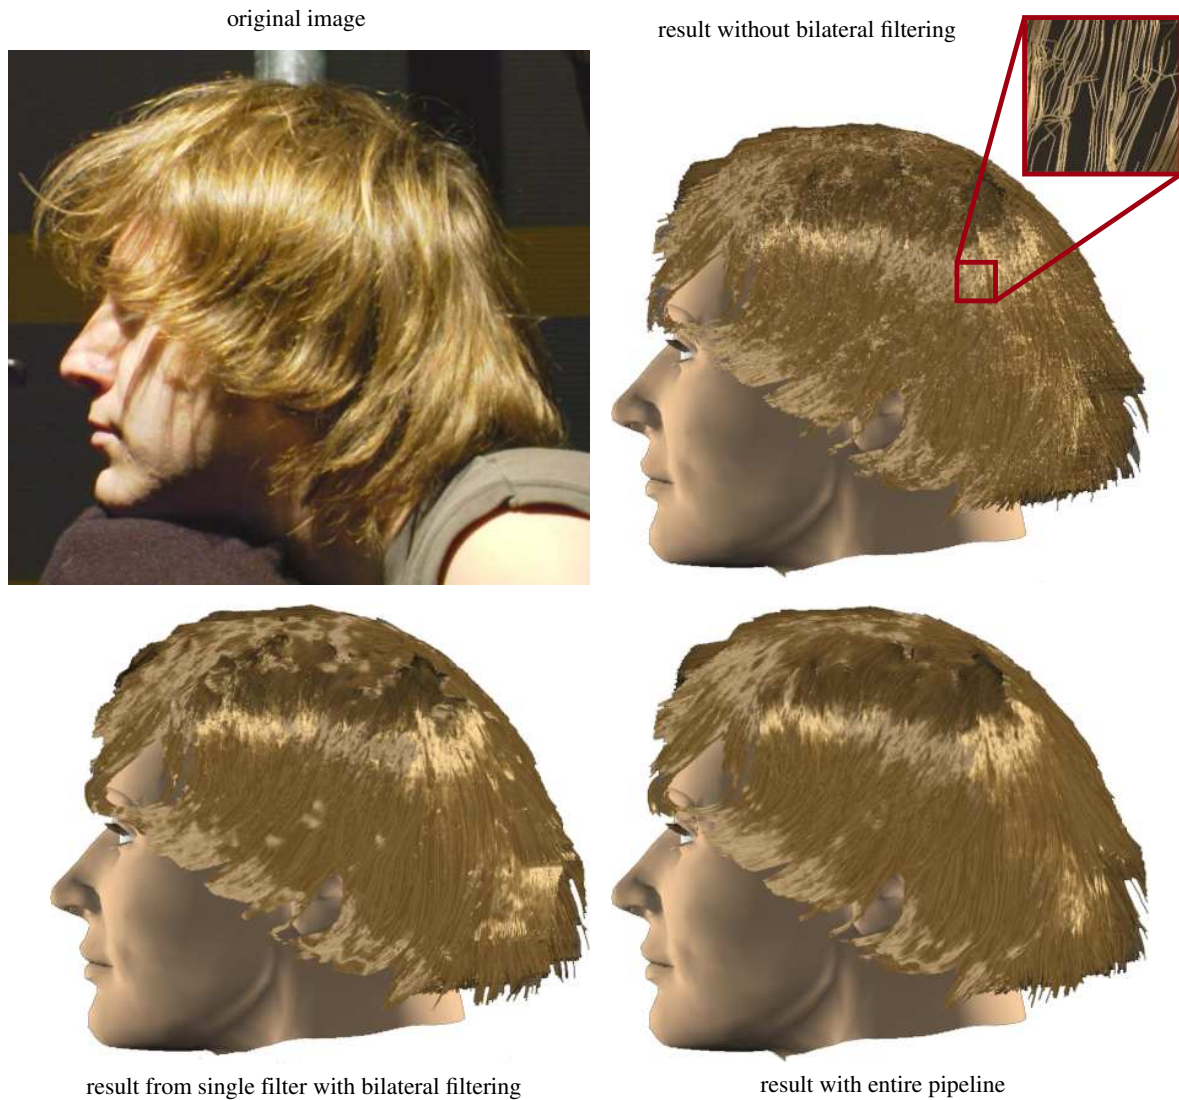 original image
result without bilateral filtering
result from single filter with bilateral filtering
result with entire pipeline